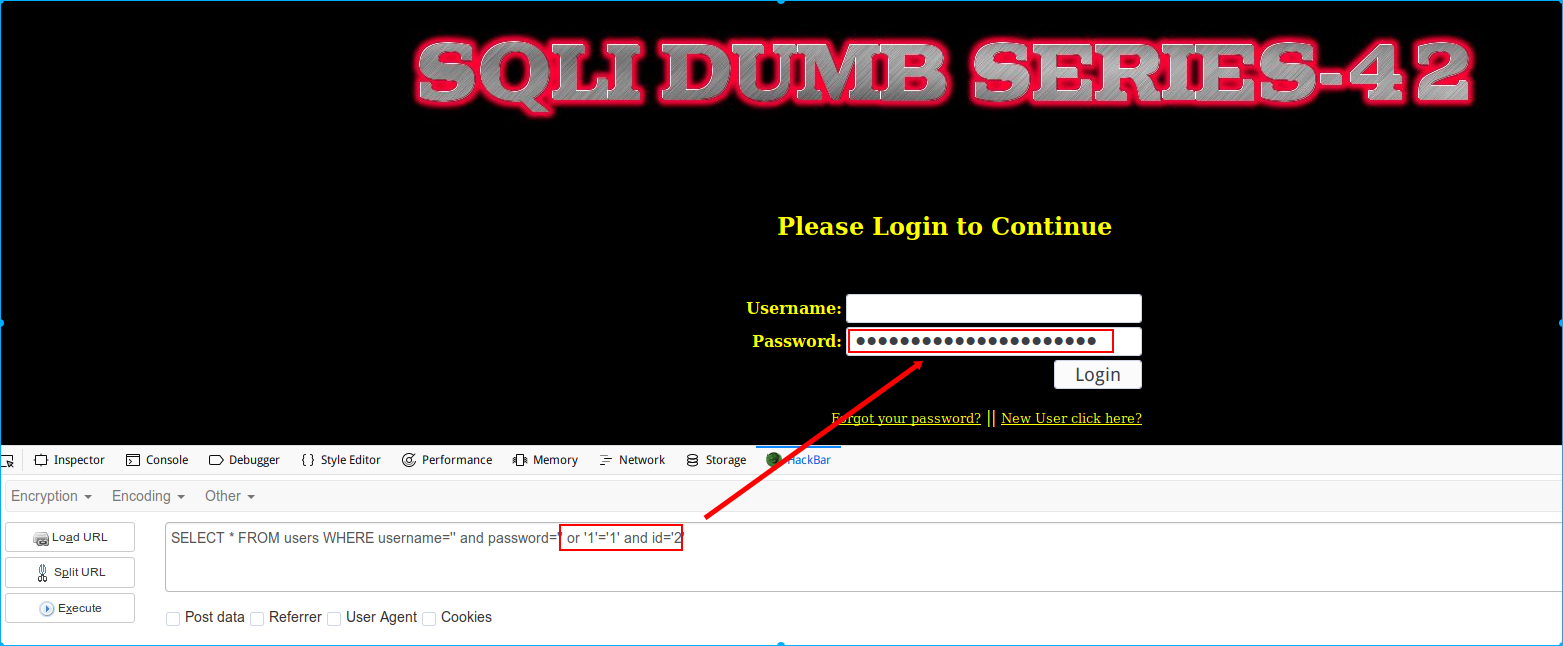 SQLI DUMB SERIES-42
Please Login to Continue
Username:
Password: ●●●●●●●●●●●●●●●●●●●●●●
Login
Forgot your password? || New User click here?
Inspector Console Debugger { } Style Editor Performance Memory Network Storage HackBar
Encryption Encoding Other
Load URL
SELECT * FROM users WHERE username='' and password='' or '1'='1' and id='2'
Split URL
Execute
Post data Referrer User Agent Cookies